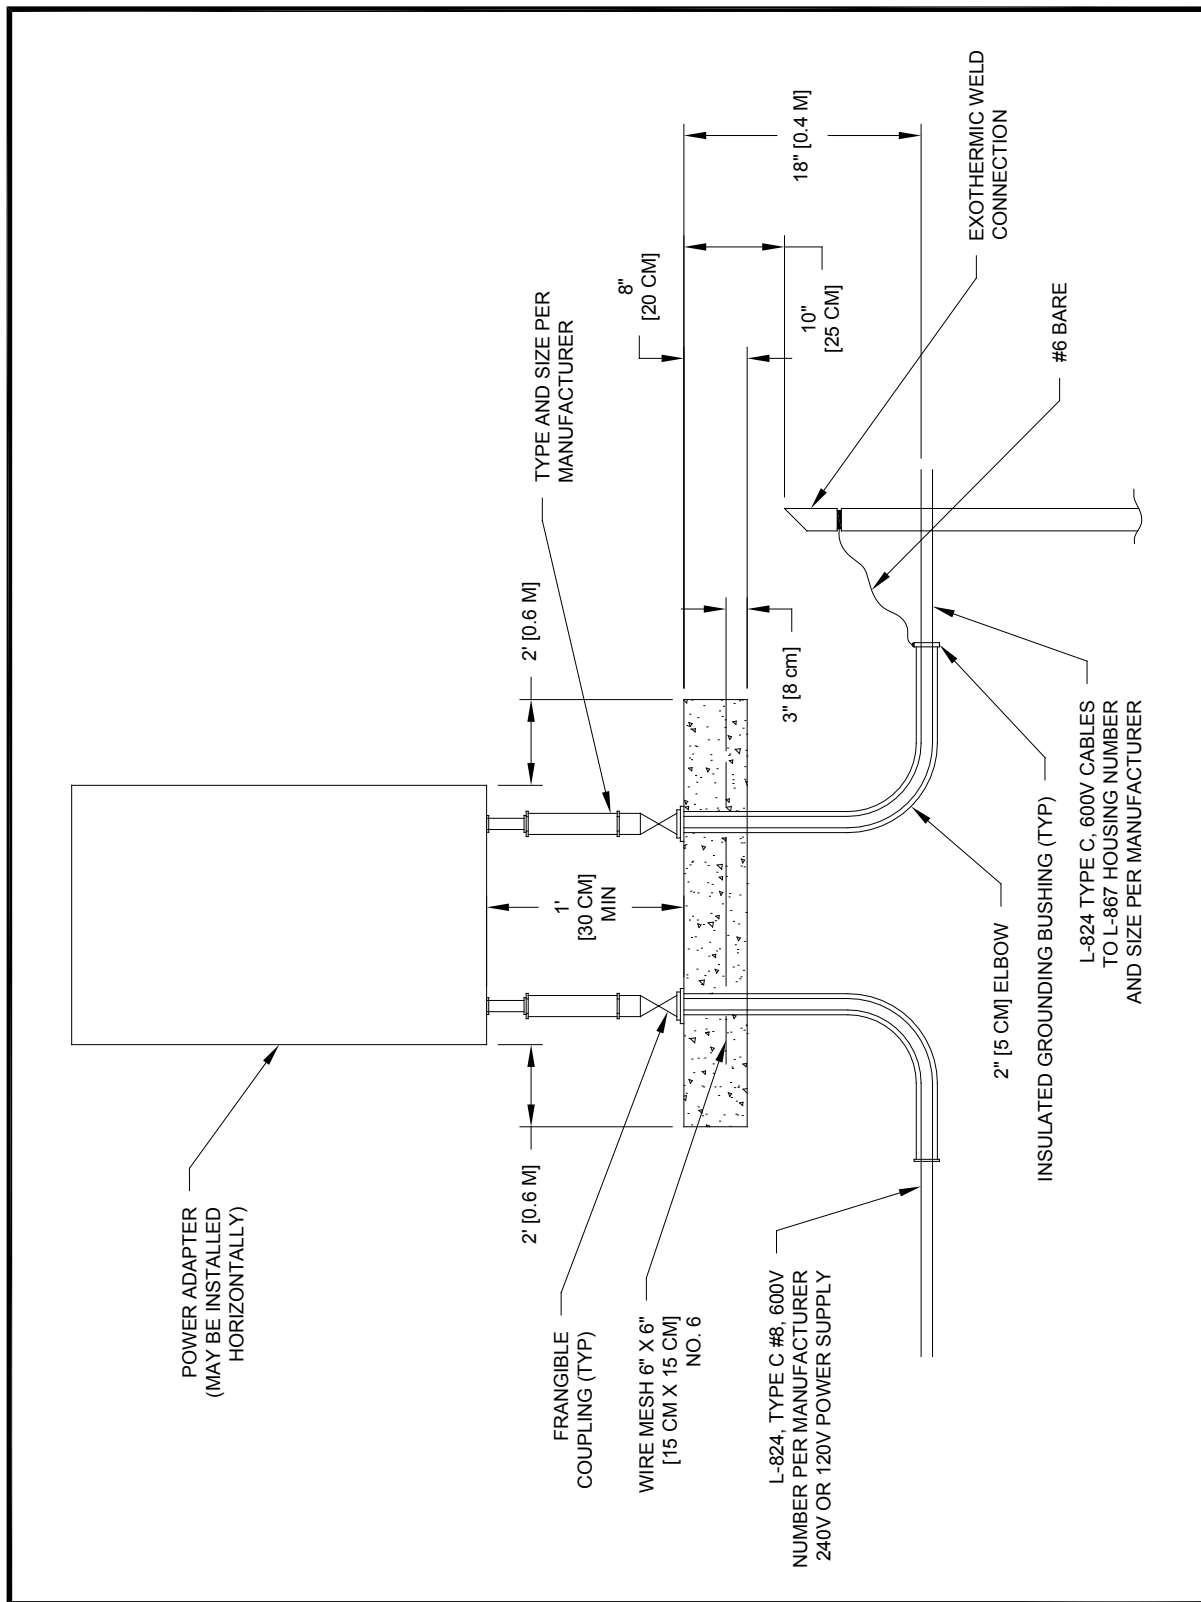 POWER ADAPTER
(MAY BE INSTALLED
HORIZONTALLY)
2' [0.6 M]
2' [0.6 M]
TYPE AND SIZE PER
MANUFACTURER
1'
[30 CM]
MIN
8"
[20 CM]
18" [0.4 M]
10"
[25 CM]
3" [8 cm]
FRANGIBLE
COUPLING (TYP)
WIRE MESH 6" X 6"
[15 CM X 15 CM]
NO. 6
L-824, TYPE C #8, 600V
NUMBER PER MANUFACTURER
240V OR 120V POWER SUPPLY
2" [5 CM] ELBOW
INSULATED GROUNDING BUSHING (TYP)
L-824 TYPE C, 600V CABLES
TO L-867 HOUSING NUMBER
AND SIZE PER MANUFACTURER
#6 BARE
EXOTHERMIC WELD
CONNECTION